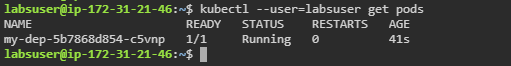 labsuser@ip-172-31-21-46:~$ kubectl --user=labsuser get pods
NAME READY STATUS RESTARTS AGE
my-dep-5b7868d854-c5vnp 1/1 Running 0 41s
labsuser@ip-172-31-21-46:~$